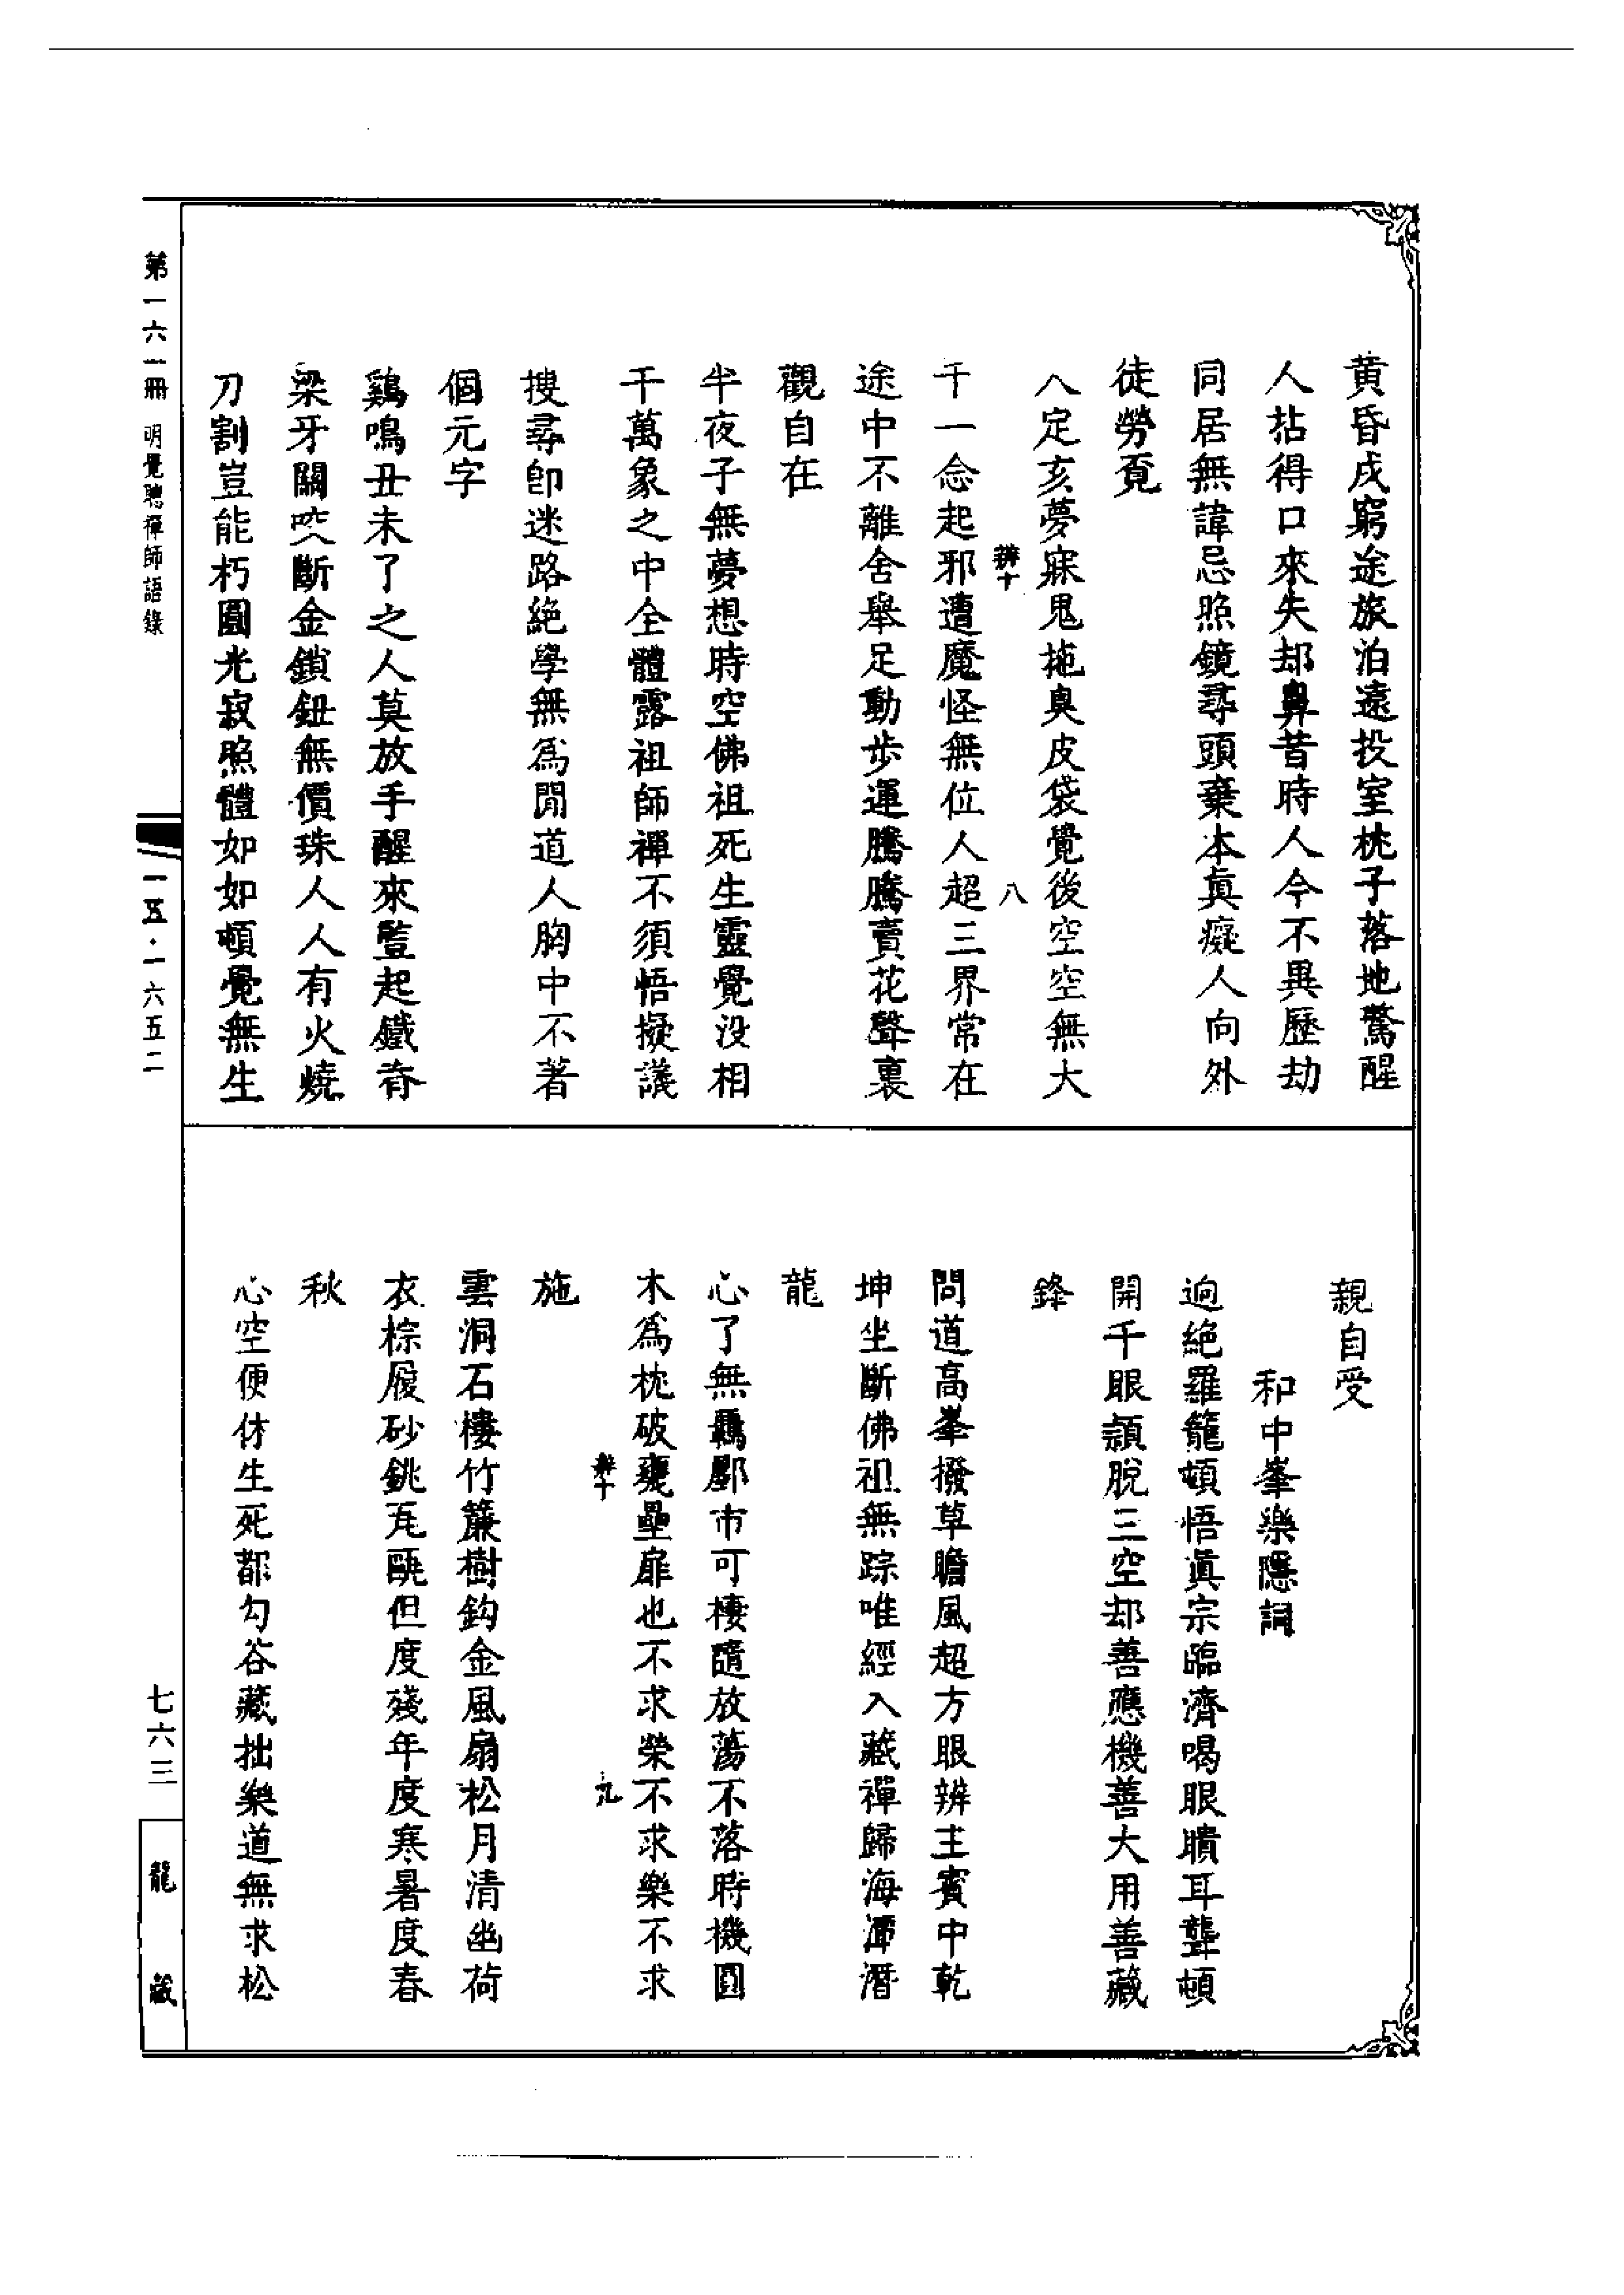 黃昏戌窮途旅泊遠投室桃子落地驚醒
人拈得口來失却鼻昔時人今不異歷劫
同居無諱忌照鏡尋頭棄本眞癡人向外
徒勞覔
人定亥夢寐鬼拖臭皮袋覺後空空無大
辨十 八
千一念起邪遭魔怪無位人超三界常在
途中不離舍舉足動步運騰騰賣花聲裏
觀自在
半夜子無夢想時空佛祖死生靈覺没相
千萬象之中全體露祖師禪不須悟擬議
搜尋卽迷路絕學無爲閒道人胸中不著
個元字
鷄鳴丑未了之人莫放手醒來豎起鐵脊
梁牙關咬斷金鎖鈕無價珠人人有火燒
刀割豈能朽圓光寂照體如如頓覺無生
親自受
和中峯樂隱詞
迥絕羅籠頓悟眞宗臨濟喝眼瞶耳聾頓
開千眼頴脫三空却善應機善大用善藏
鋒
問道高峯撥草瞻風超方眼辨主賓中乾
坤坐斷佛祖無踪唯經入藏禪歸海潭潛
龍
心了無羈鄽市可棲隨放蕩不落時機圓
木爲枕破甕壘扉也不求榮不求樂不求
辨十 九
施
雲洞石樓竹簾樹鈎金風扇松月清幽荷
衣棕履砂銚瓦甌但度殘年度寒暑度春
秋
心空便休生死都勾谷藏拙樂道無求松
第一六一冊 明覺聰禪師語錄
一五·一六五二
七六三
龍藏